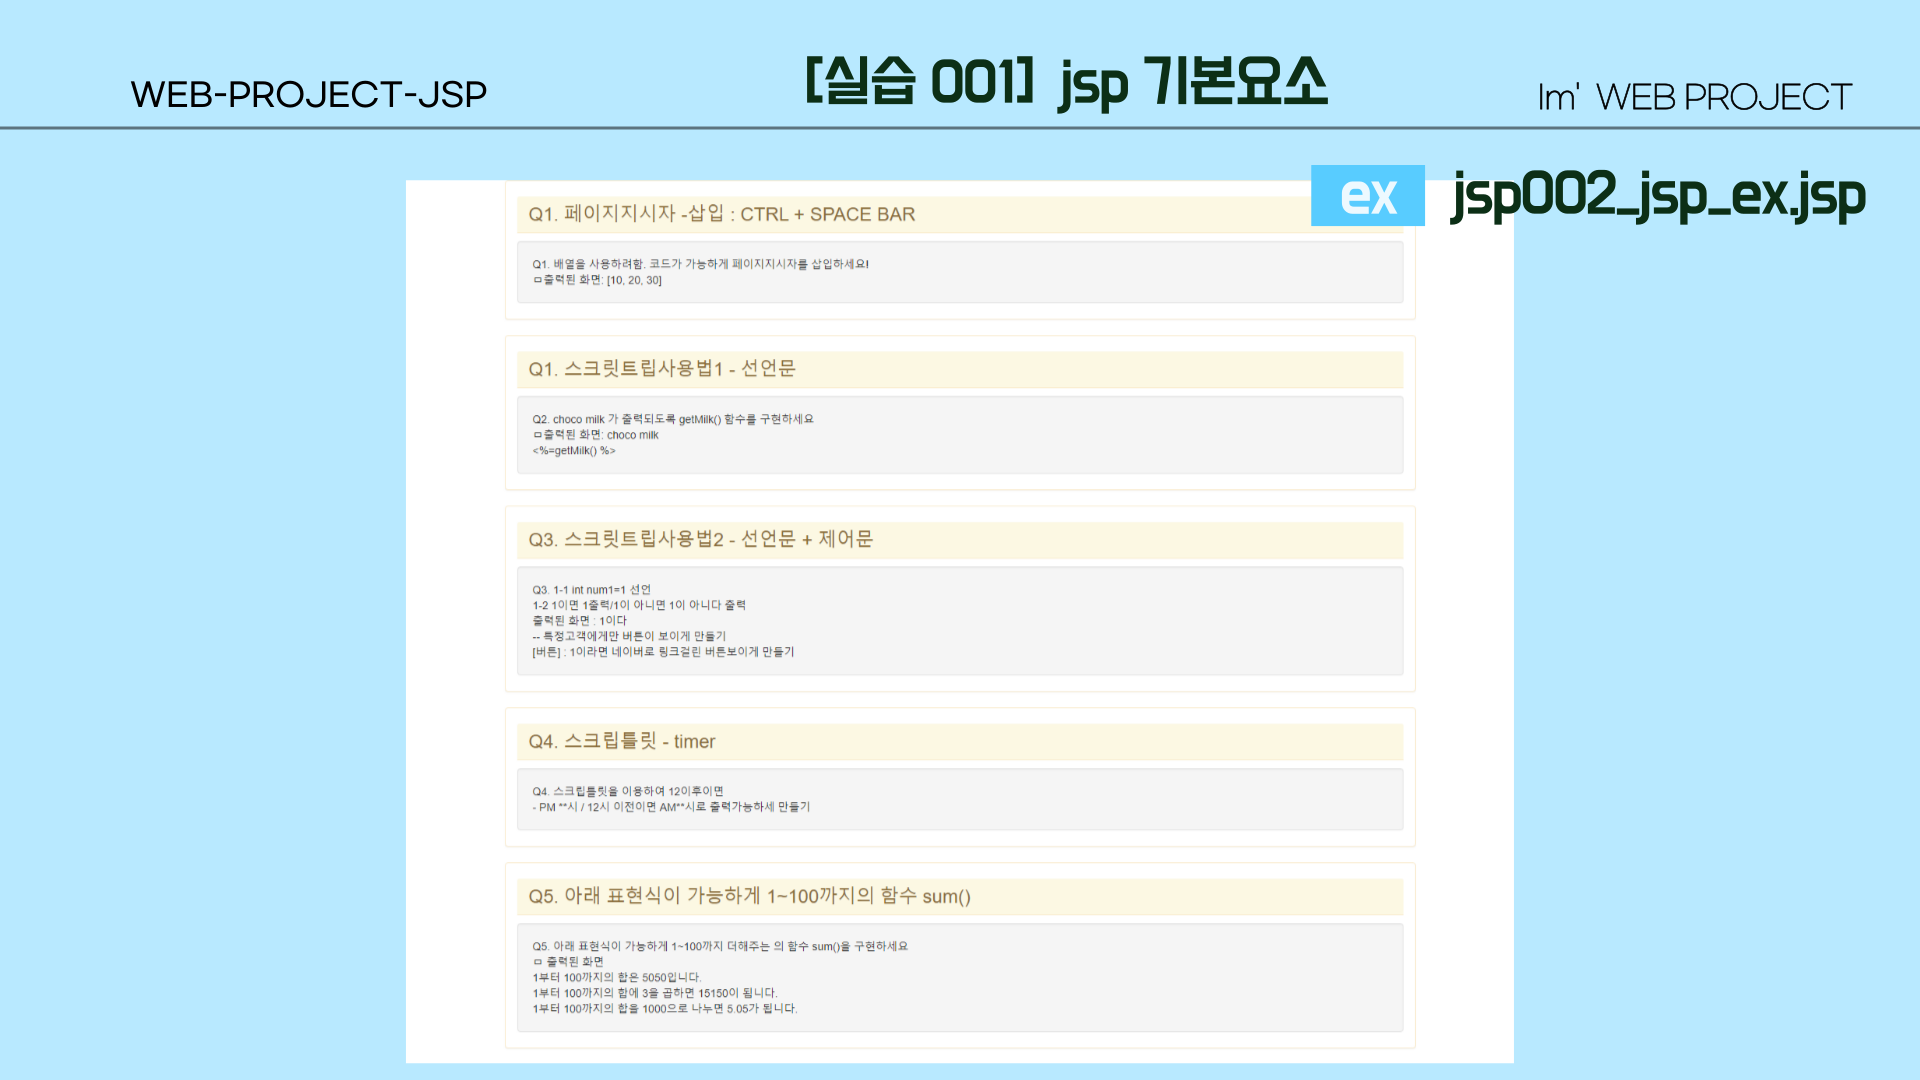 WEB-PROJECT-JSP
[실습 001] jsp 기본요소
Im' WEB PROJECT
ex
jsp002_jsp_ex.jsp
Q1. 페이지지시자 -삽입 : CTRL + SPACE BAR
Q1. 배열을 사용하려함. 코드가 가능하게 페이지지시자를 삽입하세요!
ㅁ출력된 화면: [10, 20, 30]
Q1. 스크릿트립사용법1 - 선언문
Q2. choco milk 가 출력되도록 getMilk() 함수를 구현하세요
ㅁ출력된 화면: choco milk
<%=getMilk() %>
Q3. 스크릿트립사용법2 - 선언문 + 제어문
Q3. 1-1 int num1=1 선언
1-2 1이면 1출력/1이 아니면 1이 아니다 출력
출력된 화면 : 1이다
-- 특정고객에게만 버튼이 보이게 만들기
[버튼] : 1이라면 네이버로 링크걸린 버튼보이게 만들기
Q4. 스크립틀릿 - timer
Q4. 스크립틀릿을 이용하여 12이후이면
- PM **시 / 12시 이전이면 AM**시로 출력가능하세 만들기
Q5. 아래 표현식이 가능하게 1~100까지의 함수 sum()
Q5. 아래 표현식이 가능하게 1~100까지 더해주는 의 함수 sum()을 구현하세요
ㅁ 출력된 화면
1부터 100까지의 합은 5050입니다.
1부터 100까지의 합에 3을 곱하면 15150이 됩니다.
1부터 100까지의 합을 1000으로 나누면 5.05가 됩니다.